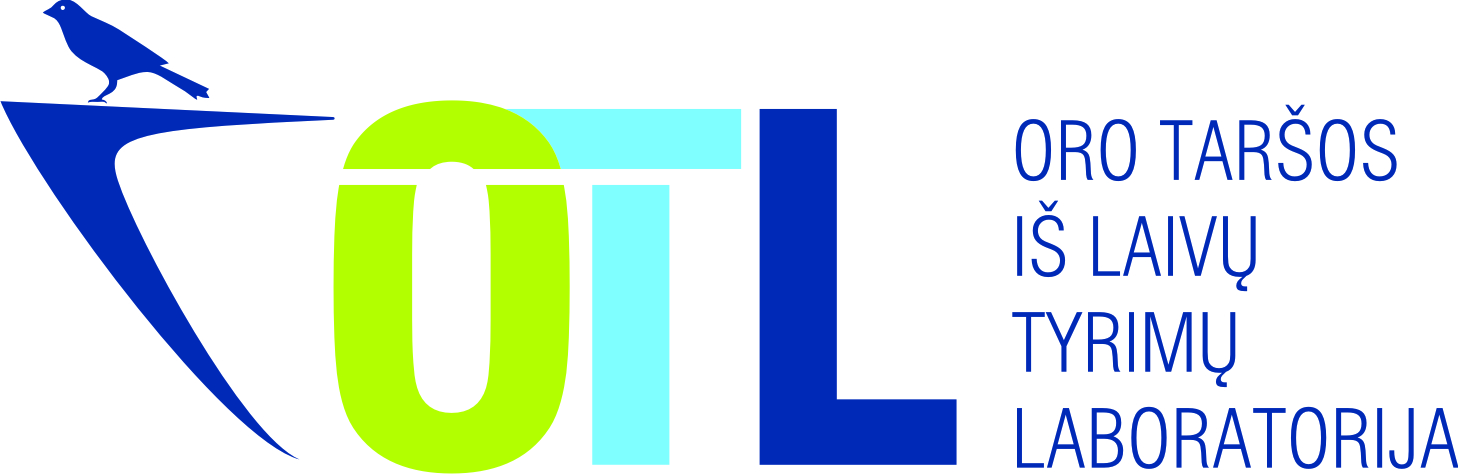 OTL
ORO TARŠOS
IŠ LAIVŲ
TYRIMŲ
LABORATORIJA